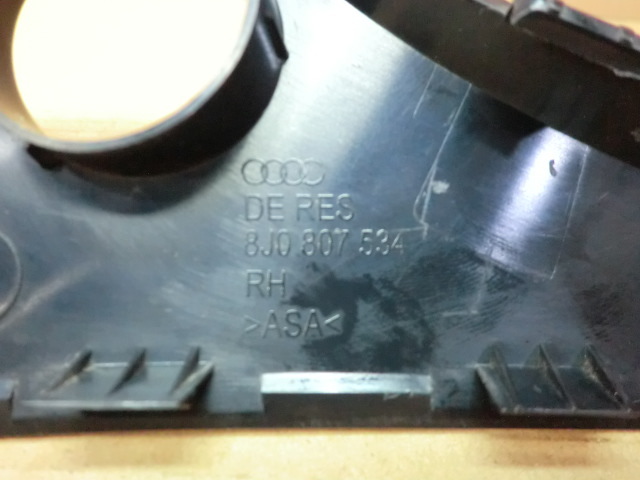 DE RES
8J0 807 534
RH
>ASA<